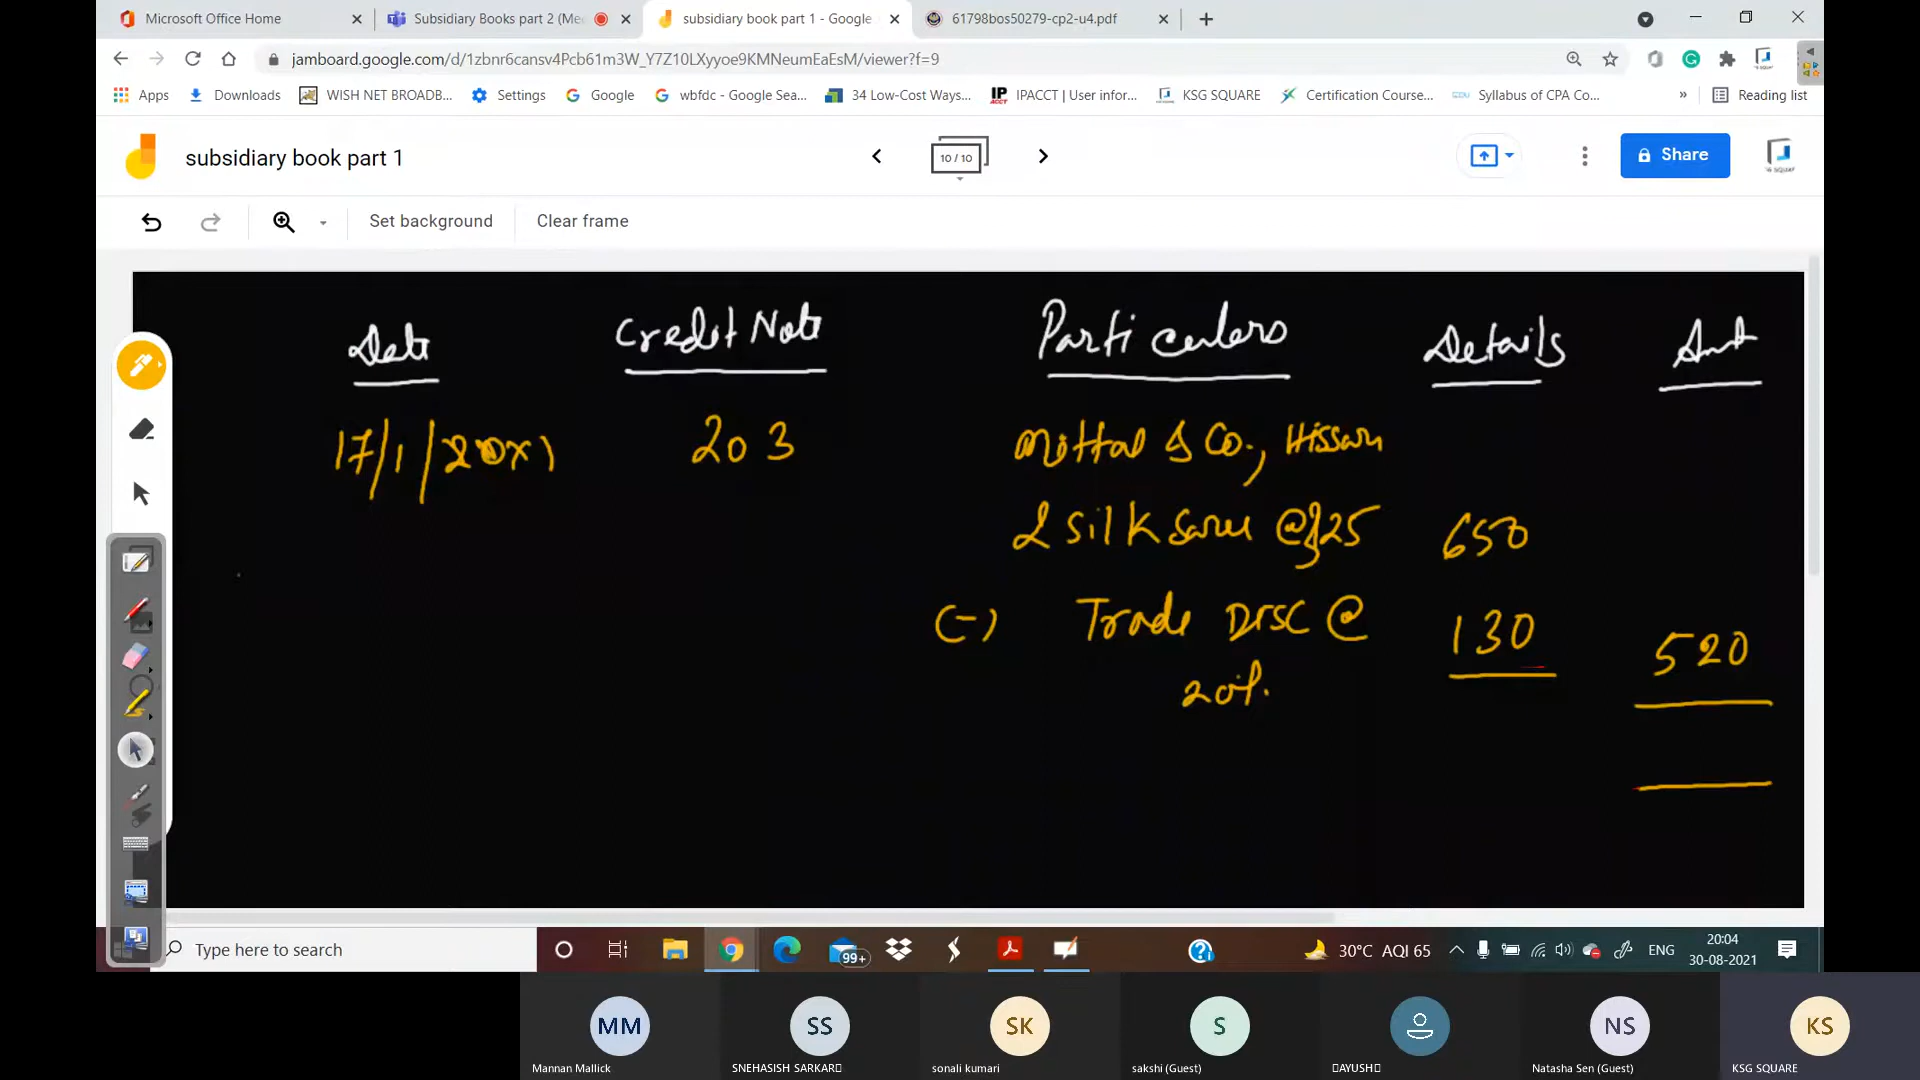 Microsoft Office Home
Subsidiary Books part 2 (Mee
subsidiary book part 1 - Google
61798bos50279-cp2-u4.pdf
jamboard.google.com/d/1zbnr6cansv4Pcb61m3W_Y7Z10LXyyoe9KMNeumEaEsM/viewer?f=9
Apps
Downloads
WISH NET BROADB...
Settings
Google
wbfdc - Google Sea...
34 Low-Cost Ways...
IPACCT | User infor...
KSG SQUARE
Certification Course...
Syllabus of CPA Co...
»
Reading list
subsidiary book part 1
10 / 10
Share
Set background
Clear frame
Date
Credit Note
Particulers
Details
Amt
17/1/20x1
203
Mittal & Co., Hissar
2 Silk Saree @325
650
(-) Trade Disc @
130
520
20%.
Type here to search
99+
30°C AQI 65
ENG
20:04
30-08-2021
MM
SS
SK
S
NS
KS
Mannan Mallick
SNEHASISH SARKAR
sonali kumari
sakshi (Guest)
AYUSH
Natasha Sen (Guest)
KSG SQUARE